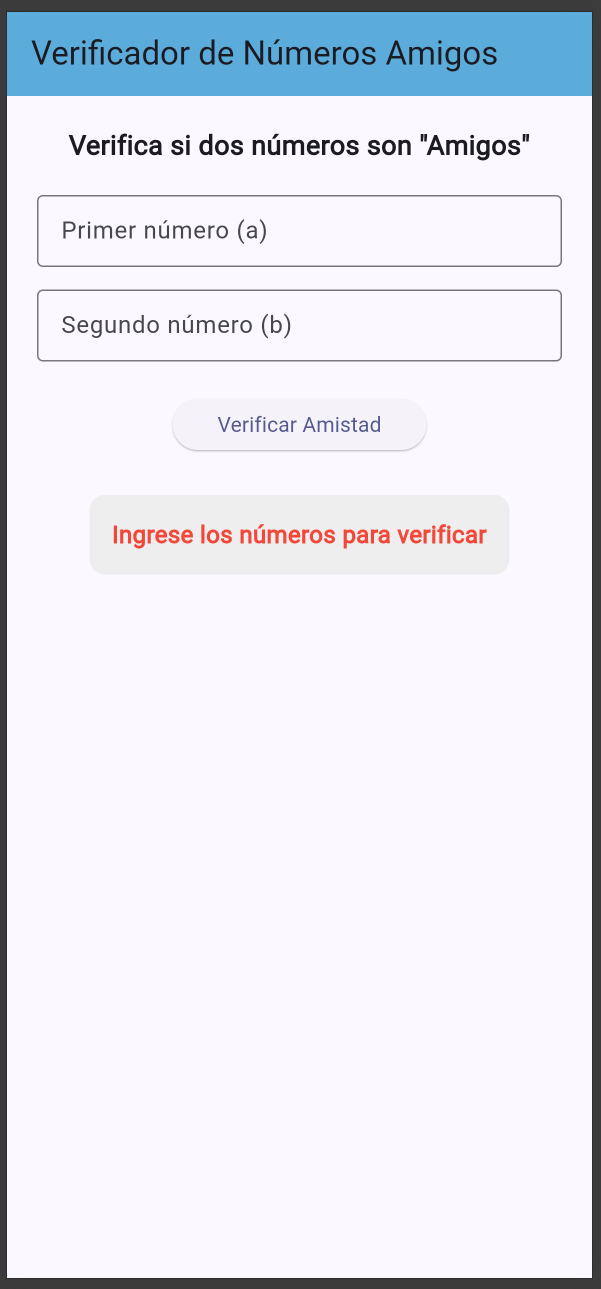 Verificador de Números Amigos
Verifica si dos números son "Amigos"
Primer número (a)
Segundo número (b)
Verificar Amistad
Ingrese los números para verificar